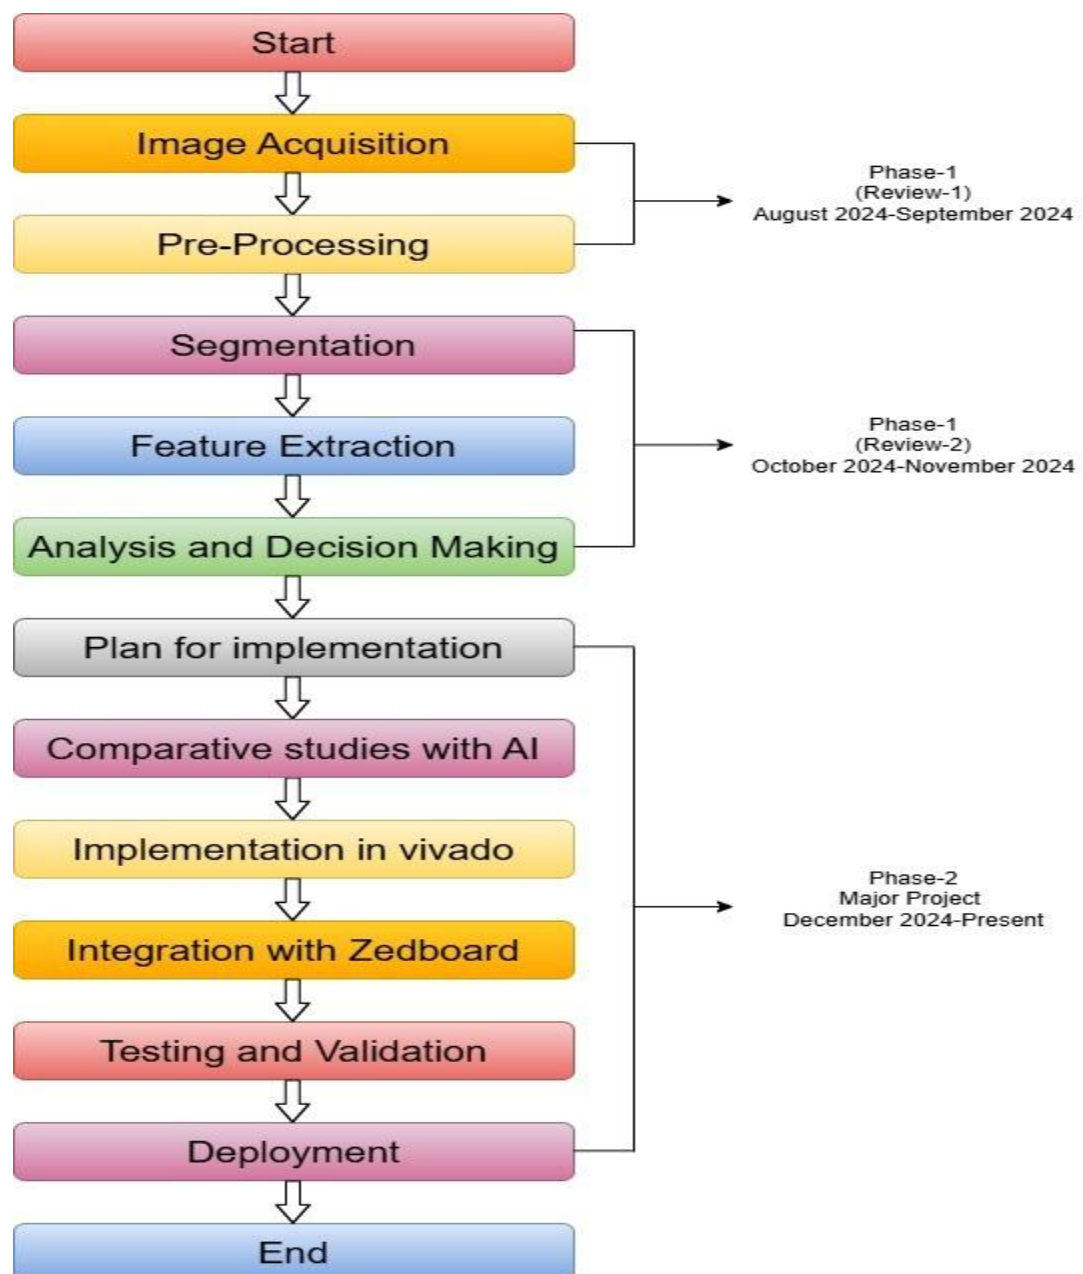 Start
Image Acquisition
Pre-Processing
Phase-1
(Review-1)
August 2024-September 2024
Segmentation
Feature Extraction
Analysis and Decision Making
Phase-1
(Review-2)
October 2024-November 2024
Plan for implementation
Comparative studies with AI
Implementation in vivado
Integration with Zedboard
Testing and Validation
Deployment
Phase-2
Major Project
December 2024-Present
End